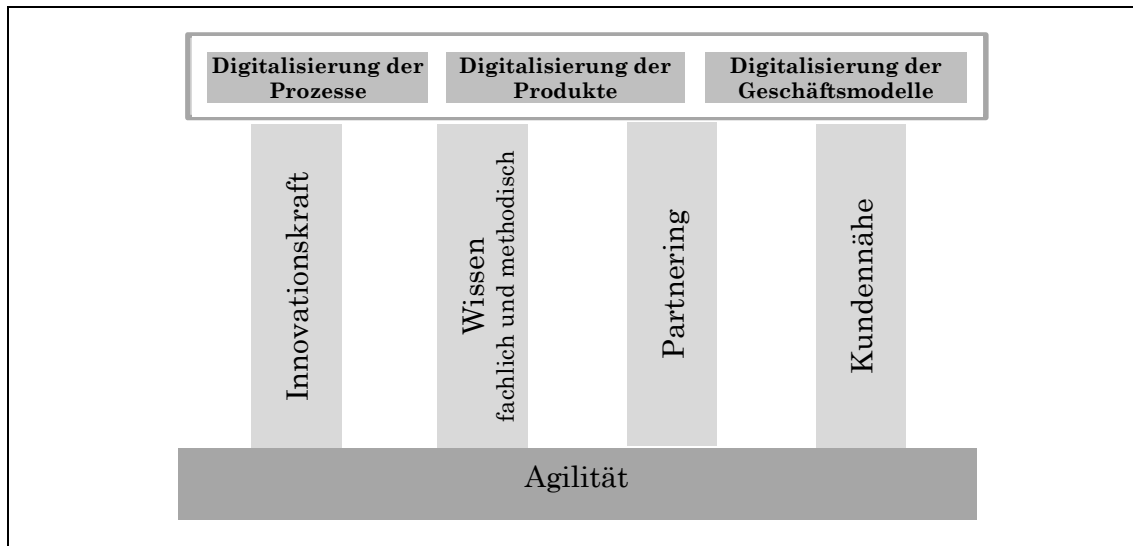 Digitalisierung der
Prozesse
Digitalisierung der
Produkte
Digitalisierung der
Geschäftsmodelle
Innovationskraft
Wissen
fachlich und methodisch
Partnering
Kundennähe
Agilität